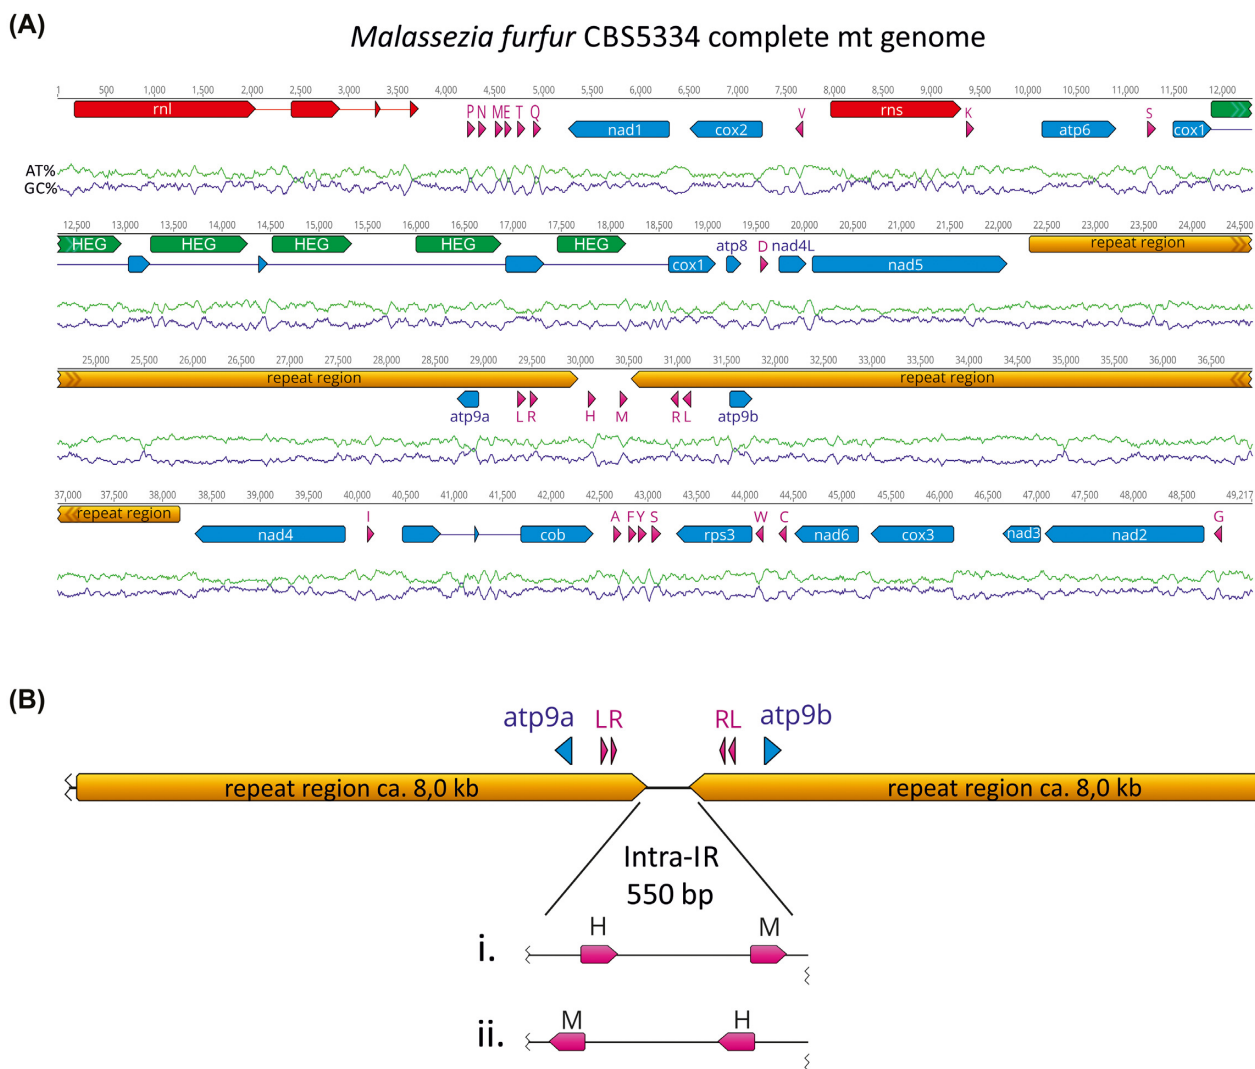 (A)
Malassezia furfur CBS5334 complete mt genome
1 500 1,000 1,500 2,000 2,500 3,000 3,500 4,000 4,500 5,000 5,500 6,000 6,500 7,000 7,500 8,000 8,500 9,000 9,500 10,000 10,500 11,000 11,500 12,000
rnl P N M E T Q V rns K S
nad1 cox2 atp6 cox1
AT%
GC%
12,500 13,000 13,500 14,000 14,500 15,000 15,500 16,000 16,500 17,000 17,500 18,000 18,500 19,000 19,500 20,000 20,500 21,000 21,500 22,000 22,500 23,000 23,500 24,000 24,500
HEG HEG HEG HEG HEG atp8 D nad4L repeat region
cox1 nad5
25,000 25,500 26,000 26,500 27,000 27,500 28,000 28,500 29,000 29,500 30,000 30,500 31,000 31,500 32,000 32,500 33,000 33,500 34,000 34,500 35,000 35,500 36,000 36,500
repeat region repeat region
atp9a L R H M R L atp9b
37,000 37,500 38,000 38,500 39,000 39,500 40,000 40,500 41,000 41,500 42,000 42,500 43,000 43,500 44,000 44,500 45,000 45,500 46,000 46,500 47,000 47,500 48,000 48,500 49,217
repeat region I A F Y S W C G
nad4 cob rps3 nad6 cox3 nad3 nad2
(B)
atp9a LR RL atp9b
repeat region ca. 8,0 kb repeat region ca. 8,0 kb
Intra-IR
550 bp
H M
i.
M H
ii.